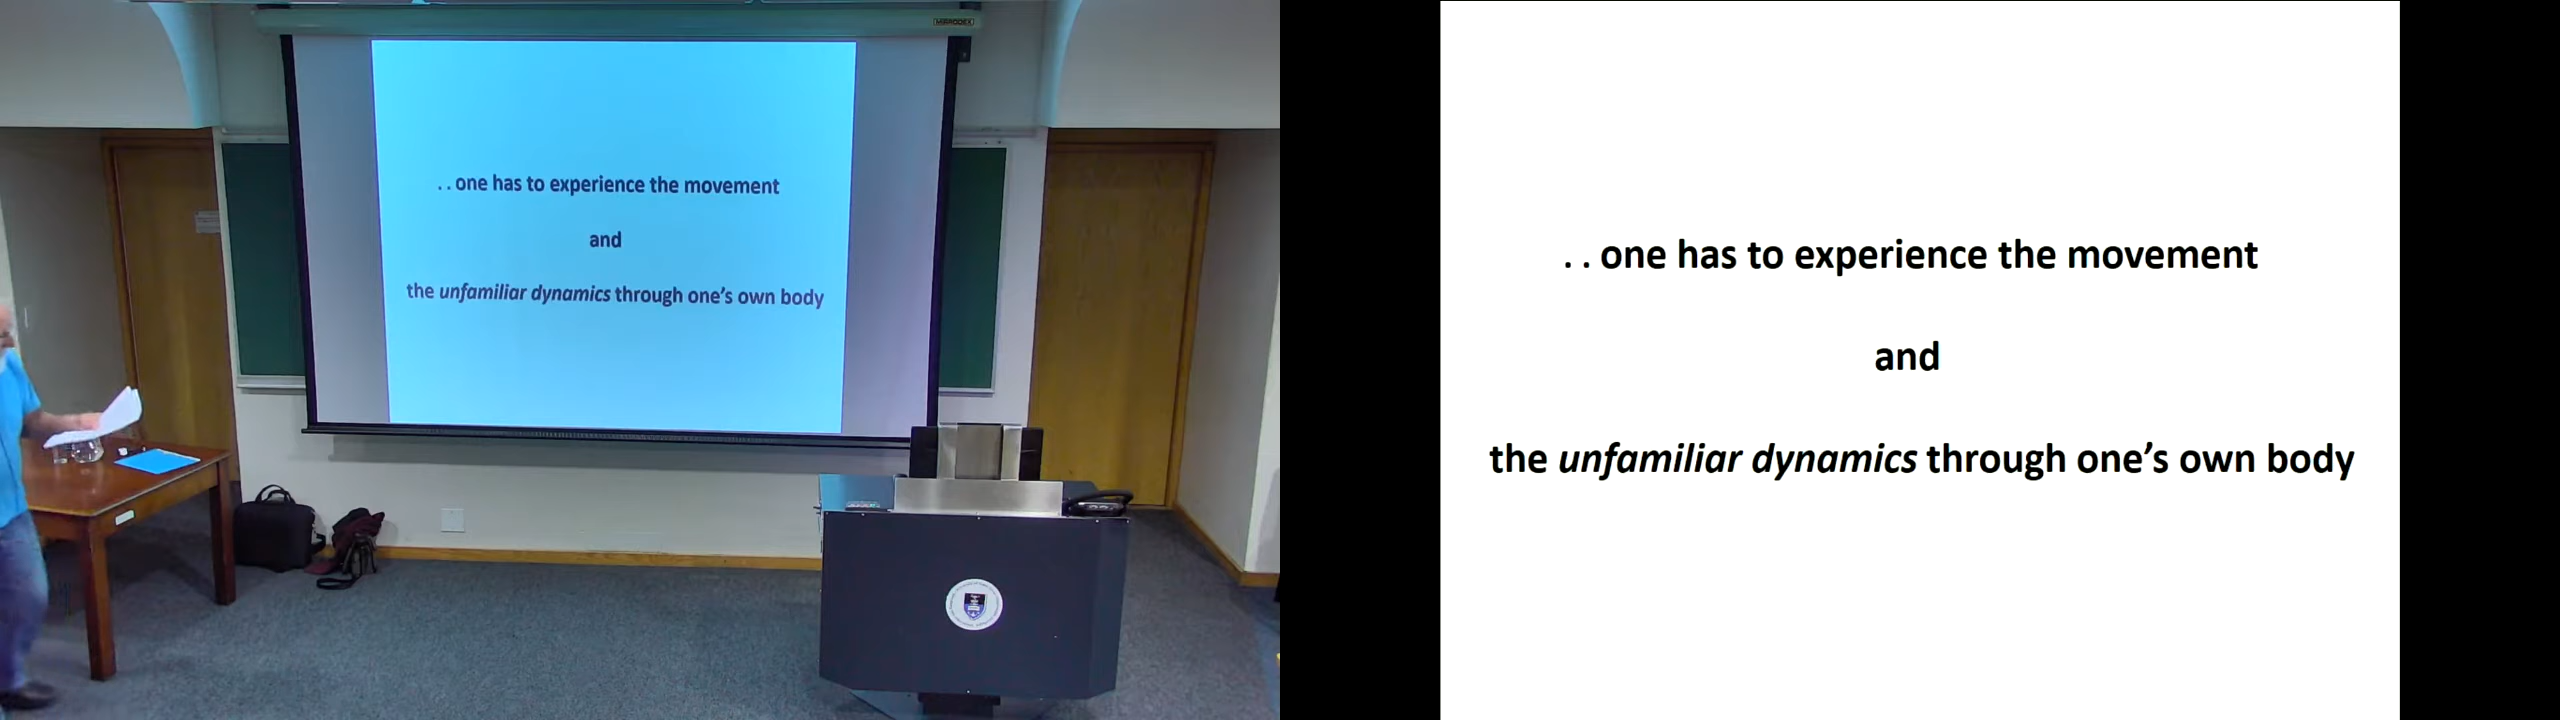 . . one has to experience the movement
and
the unfamiliar dynamics through one's own body
. . one has to experience the movement
and
the unfamiliar dynamics through one’s own body